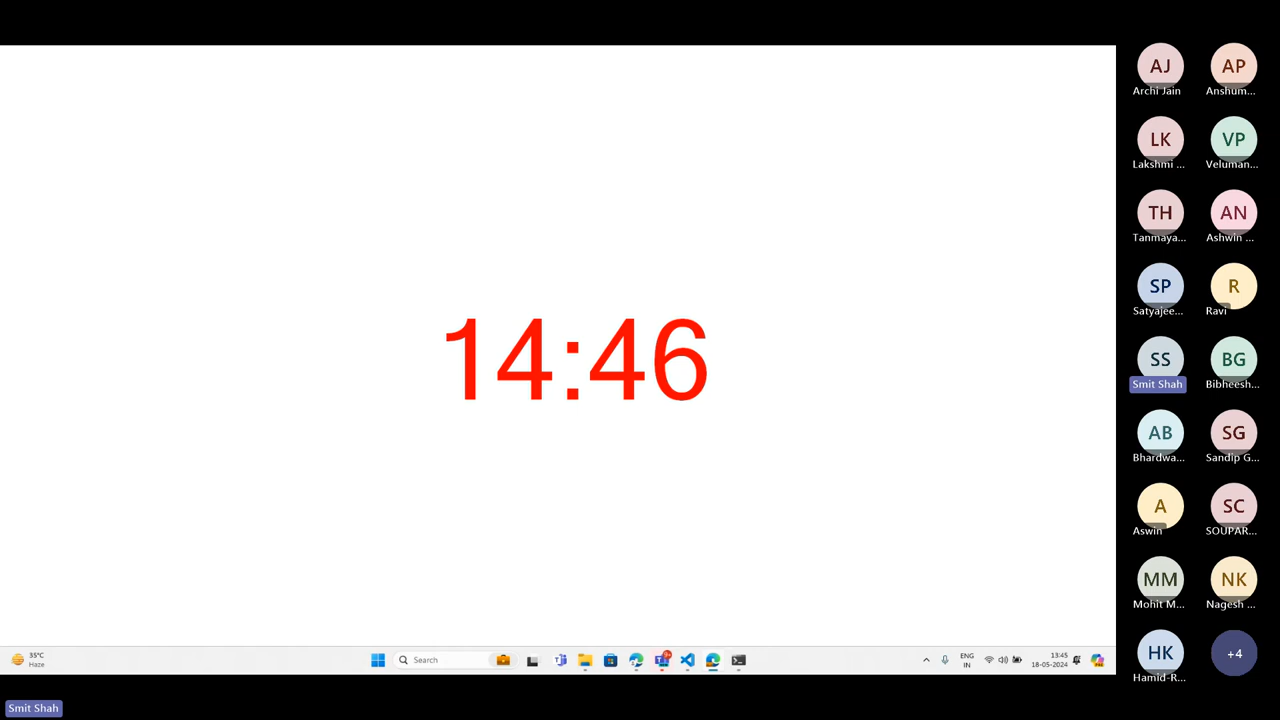 14:46
AJ AP
Archi Jain Anshum...
LK VP
Lakshmi ... Veluman...
TH AN
Tanmaya... Ashwin ...
SP R
Satyajee... Ravi
SS BG
Smit Shah Bibheesh...
AB SG
Bhardwa... Sandip G...
A SC
Aswin SOUPAR...
MM NK
Mohit M... Nagesh ...
HK +4
Hamid-R...
35°C
Haze
Search
ENG
IN
13:45
18-05-2024
Smit Shah